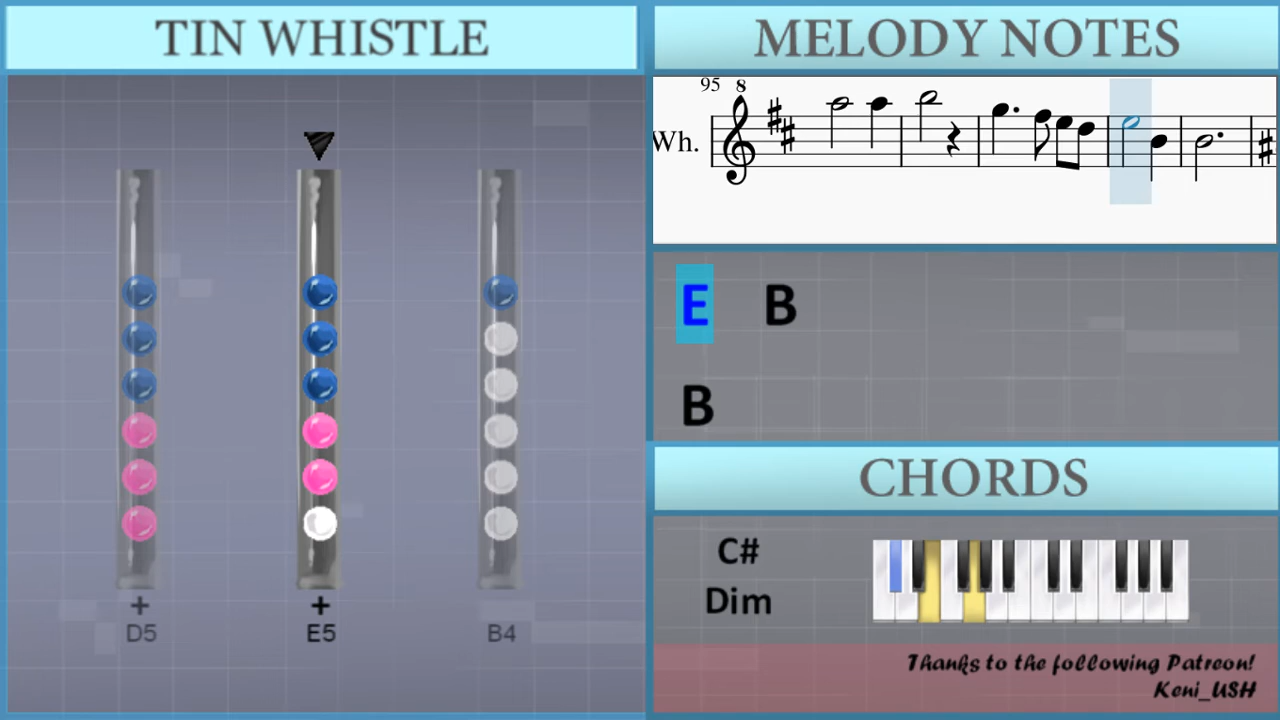 TIN WHISTLE
+
D5
+
E5
B4
MELODY NOTES
95 8
Wh.
E B
B
CHORDS
C#
Dim
Thanks to the following Patreon!
Keni_USH